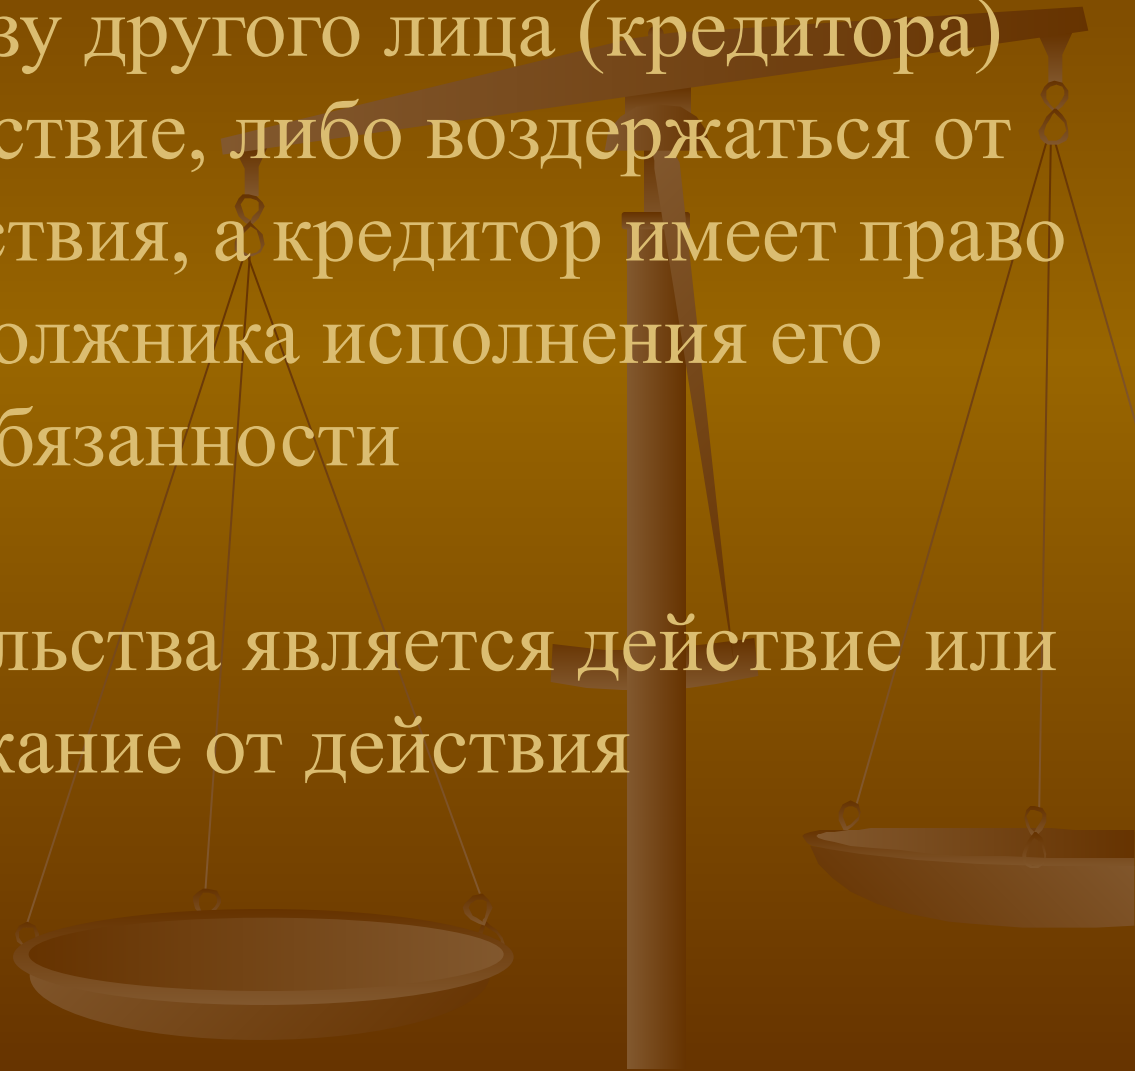 зу другого лица (кредитора)
ствие, либо воздержаться от
ствия, а кредитор имеет право
олжника исполнения его
бязанности
льства является действие или
кание от действия